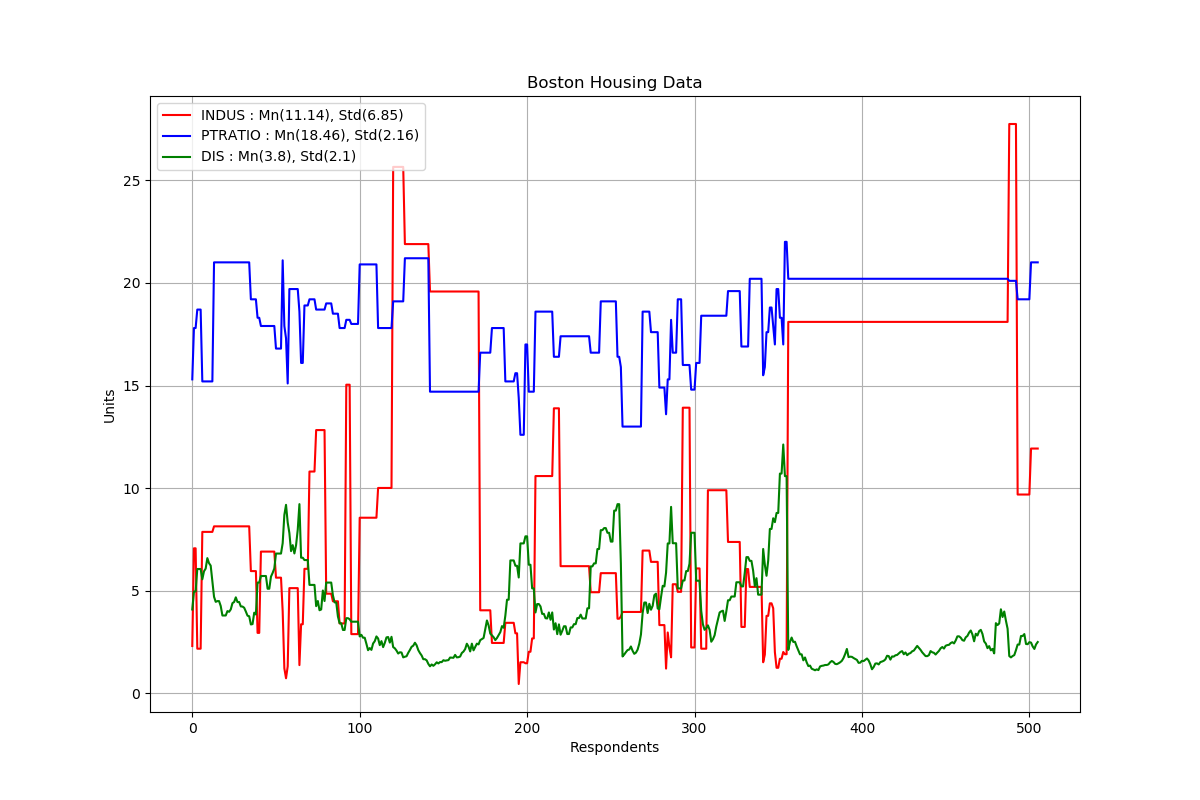 Boston Housing Data
INDUS : Mn(11.14), Std(6.85)
PTRATIO : Mn(18.46), Std(2.16)
DIS : Mn(3.8), Std(2.1)
25
20
15
10
5
0
Units
0 100 200 300 400 500
Respondents